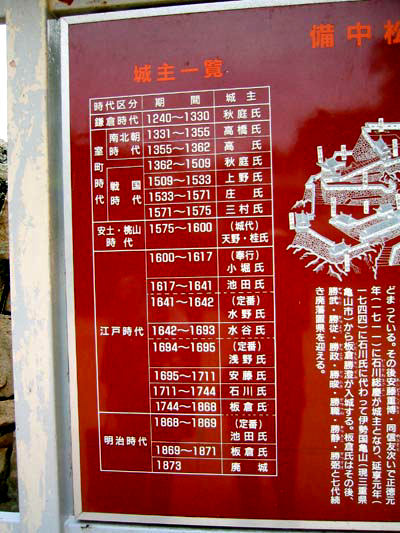 備中松
城主一覧
時代区分 期間 城主
鎌倉時代 1240〜1330 秋庭氏
室町時代
南北朝時代 1331〜1355 高橋氏
1355〜1362 高氏
1362〜1509 秋庭氏
戦国時代 1509〜1533 上野氏
1533〜1571 庄氏
1571〜1575 三村氏
安土・桃山時代 1575〜1600 (城代)
天野・桂氏
江戸時代
1600〜1617 (奉行)
小堀氏
1617〜1641 池田氏
1641〜1642 (定番)
水野氏
1642〜1693 水谷氏
1694〜1695 (定番)
浅野氏
1695〜1711 安藤氏
1711〜1744 石川氏
1744〜1868 板倉氏
明治時代
1868〜1869 (定番)
池田氏
1869〜1871 板倉氏
1873 廃城
どまっている。その後安藤重博・同信友次いで正徳元
年(一七一一)に石川総慶が城主となり、延享元年
(一七四四)に石川氏に代わって伊勢国亀山(現三重県
亀山市)から板倉勝澄が入城する。板倉氏はその後、
勝武・勝従・勝政・勝晙・勝職・勝静・勝弼と七代続
き廃藩置県を迎える。